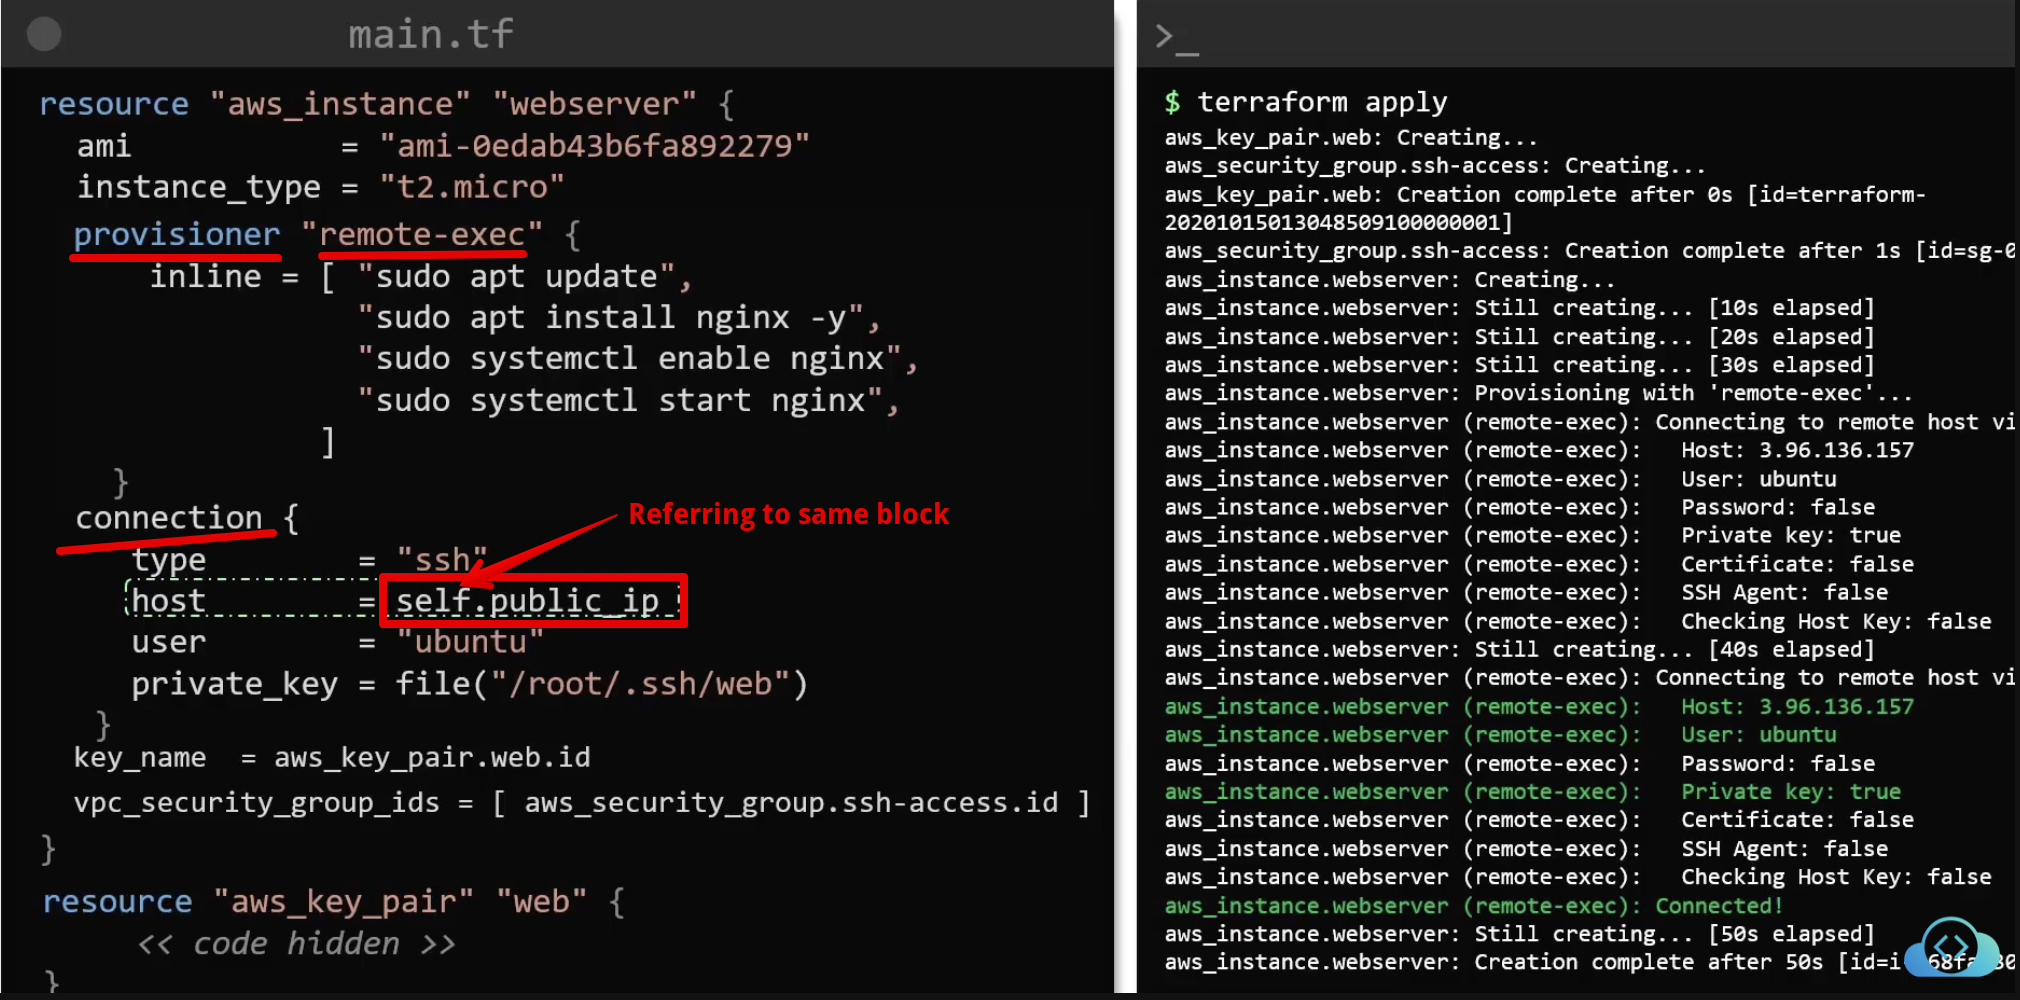 main.tf
resource "aws_instance" "webserver" {
ami = "ami-0edab43b6fa892279"
instance_type = "t2.micro"
provisioner "remote-exec" {
inline = [ "sudo apt update",
"sudo apt install nginx -y",
"sudo systemctl enable nginx",
"sudo systemctl start nginx",
]
}
connection {
Referring to same block
type = "ssh"
host = self.public_ip
user = "ubuntu"
private_key = file("/root/.ssh/web")
}
key_name = aws_key_pair.web.id
vpc_security_group_ids = [ aws_security_group.ssh-access.id ]
}
resource "aws_key_pair" "web" {
<< code hidden >>
}
>_
$ terraform apply
aws_key_pair.web: Creating...
aws_security_group.ssh-access: Creating...
aws_key_pair.web: Creation complete after 0s [id=terraform-
20201015013048509100000001]
aws_security_group.ssh-access: Creation complete after 1s [id=sg-0
aws_instance.webserver: Creating...
aws_instance.webserver: Still creating... [10s elapsed]
aws_instance.webserver: Still creating... [20s elapsed]
aws_instance.webserver: Still creating... [30s elapsed]
aws_instance.webserver: Provisioning with 'remote-exec'...
aws_instance.webserver (remote-exec): Connecting to remote host vi
aws_instance.webserver (remote-exec): Host: 3.96.136.157
aws_instance.webserver (remote-exec): User: ubuntu
aws_instance.webserver (remote-exec): Password: false
aws_instance.webserver (remote-exec): Private key: true
aws_instance.webserver (remote-exec): Certificate: false
aws_instance.webserver (remote-exec): SSH Agent: false
aws_instance.webserver (remote-exec): Checking Host Key: false
aws_instance.webserver: Still creating... [40s elapsed]
aws_instance.webserver (remote-exec): Connecting to remote host vi
aws_instance.webserver (remote-exec): Host: 3.96.136.157
aws_instance.webserver (remote-exec): User: ubuntu
aws_instance.webserver (remote-exec): Password: false
aws_instance.webserver (remote-exec): Private key: true
aws_instance.webserver (remote-exec): Certificate: false
aws_instance.webserver (remote-exec): SSH Agent: false
aws_instance.webserver (remote-exec): Checking Host Key: false
aws_instance.webserver (remote-exec): Connected!
aws_instance.webserver: Still creating... [50s elapsed]
aws_instance.webserver: Creation complete after 50s